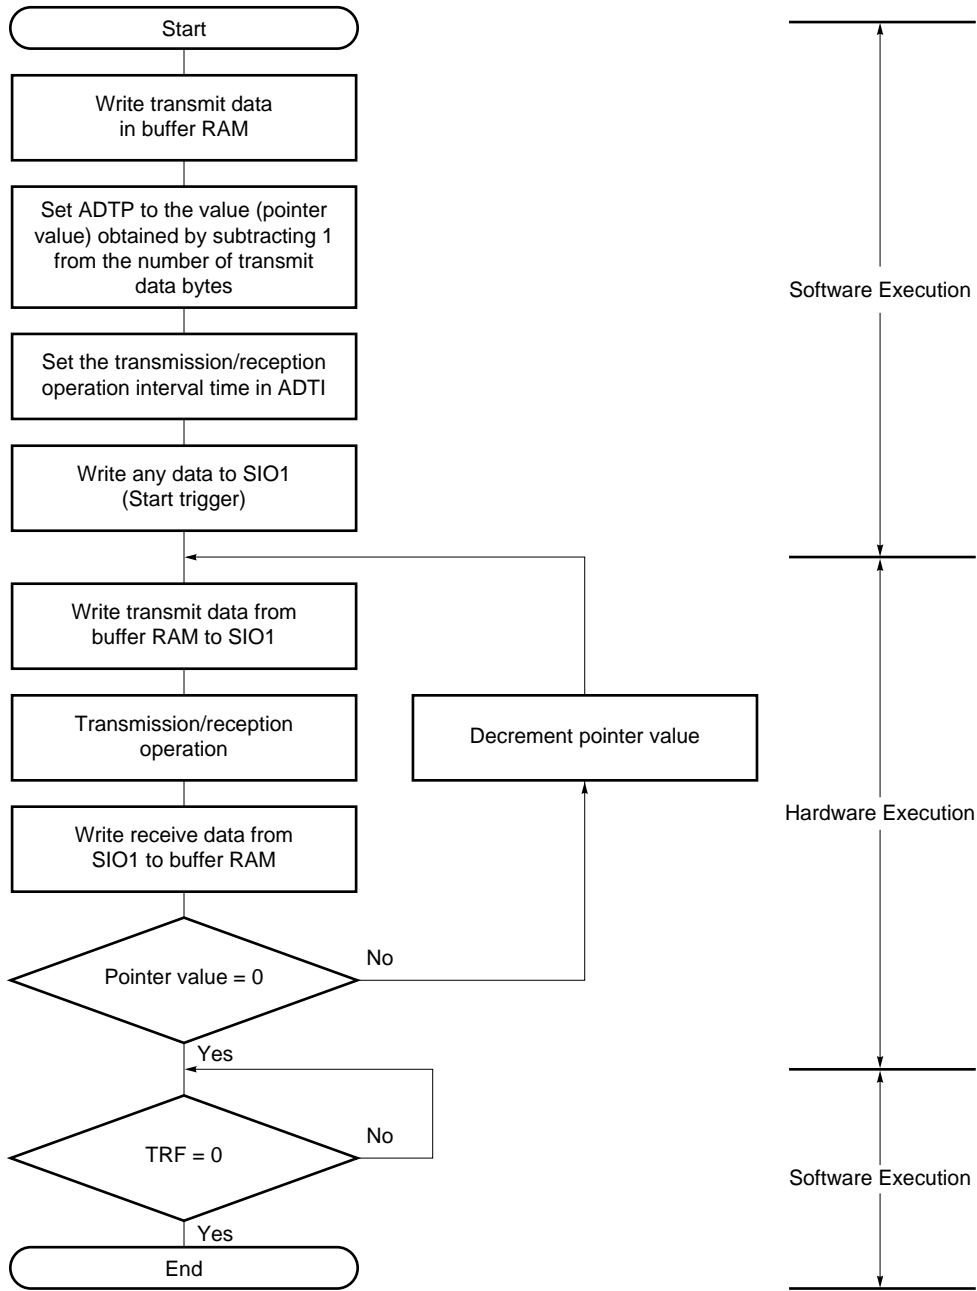 Start
Write transmit data
in buffer RAM
Set ADTP to the value (pointer
value) obtained by subtracting 1
from the number of transmit
data bytes
Software Execution
Set the transmission/reception
operation interval time in ADTI
Write any data to SIO1
(Start trigger)
Write transmit data from
buffer RAM to SIO1
Transmission/reception
operation
Decrement pointer value
Hardware Execution
Write receive data from
SIO1 to buffer RAM
Pointer value = 0
No
Yes
TRF = 0
No
Software Execution
Yes
End